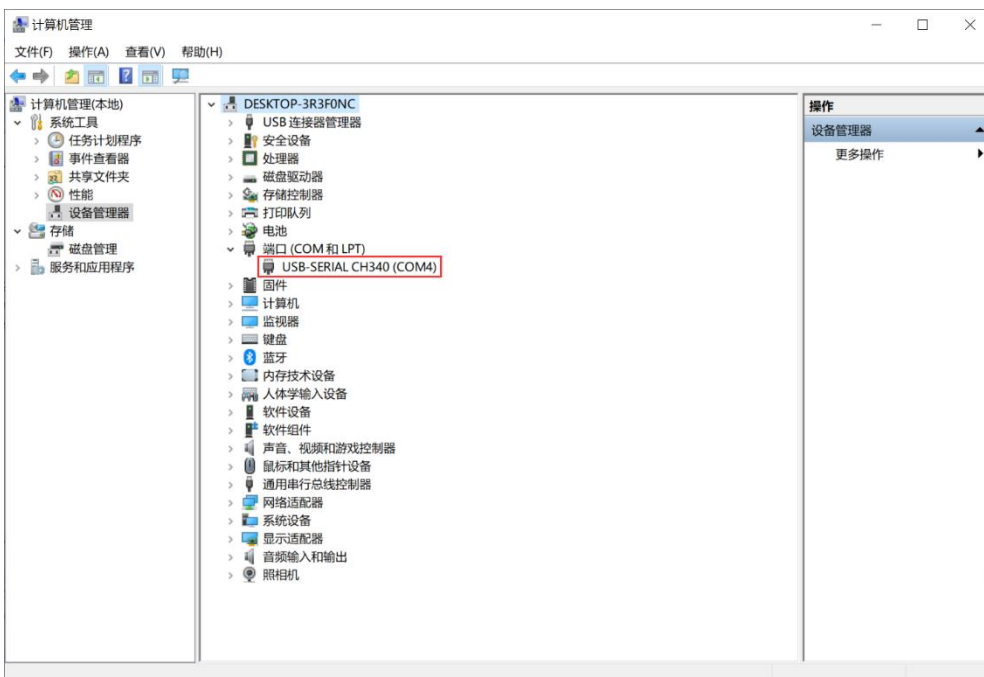 计算机管理
文件(F) 操作(A) 查看(V) 帮助(H)
计算机管理(本地)
系统工具
任务计划程序
事件查看器
共享文件夹
性能
设备管理器
存储
磁盘管理
服务和应用程序
DESKTOP-3R3F0NC
USB 连接器管理器
安全设备
处理器
磁盘驱动器
存储控制器
打印队列
电池
端口 (COM 和 LPT)
USB-SERIAL CH340 (COM4)
固件
计算机
监视器
键盘
蓝牙
内存技术设备
人体学输入设备
软件设备
软件组件
声音、视频和游戏控制器
鼠标和其他指针设备
通用串行总线控制器
网络适配器
系统设备
显示适配器
音频输入和输出
照相机
操作
设备管理器
更多操作